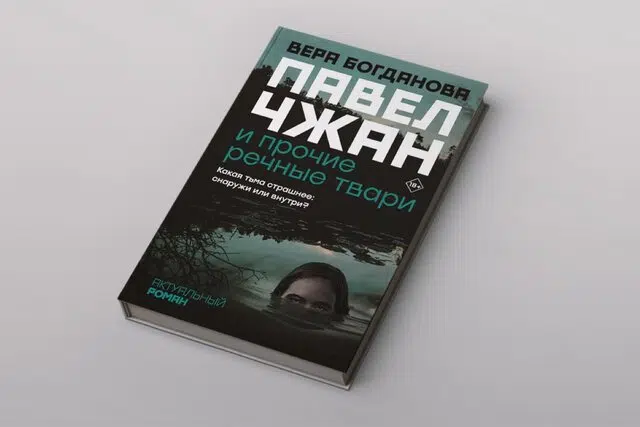 ВЕРА БОГДАНОВА
ПАВЕЛ
ЧЖАН
и прочие
речные твари
18+
Какая тьма страшнее:
снаружи или внутри?
АКТУАЛЬНЫЙ
РОМАН